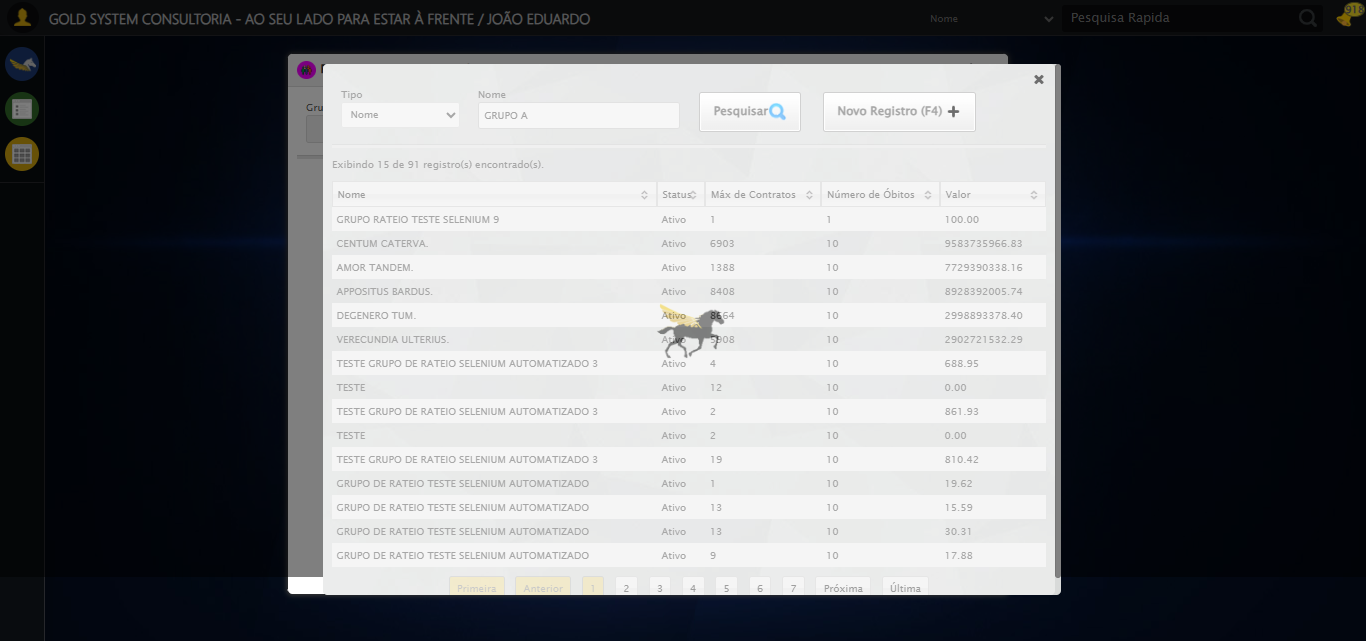 GOLD SYSTEM CONSULTORIA - AO SEU LADO PARA ESTAR À FRENTE / JOÃO EDUARDO
Nome
Pesquisa Rapida
918
Gru
Tipo
Nome
Nome
GRUPO A
Pesquisar
Novo Registro (F4)
Exibindo 15 de 91 registro(s) encontrado(s).
Nome Status Máx de Contratos Número de Óbitos Valor
GRUPO RATEIO TESTE SELENIUM 9 Ativo 1 1 100.00
CENTUM CATERVA. Ativo 6903 10 9583735966.83
AMOR TANDEM. Ativo 1388 10 7729390338.16
APPOSITUS BARDUS. Ativo 8408 10 8928392005.74
DEGENERO TUM. Ativo 8664 10 2998893378.40
VERECUNDIA ULTERIUS. Ativo 5908 10 2902721532.29
TESTE GRUPO DE RATEIO SELENIUM AUTOMATIZADO 3 Ativo 4 10 688.95
TESTE Ativo 12 10 0.00
TESTE GRUPO DE RATEIO SELENIUM AUTOMATIZADO 3 Ativo 2 10 861.93
TESTE Ativo 2 10 0.00
TESTE GRUPO DE RATEIO SELENIUM AUTOMATIZADO 3 Ativo 19 10 810.42
GRUPO DE RATEIO TESTE SELENIUM AUTOMATIZADO Ativo 1 10 19.62
GRUPO DE RATEIO TESTE SELENIUM AUTOMATIZADO Ativo 13 10 15.59
GRUPO DE RATEIO TESTE SELENIUM AUTOMATIZADO Ativo 13 10 30.31
GRUPO DE RATEIO TESTE SELENIUM AUTOMATIZADO Ativo 9 10 17.88
Primeira Anterior 1 2 3 4 5 6 7 Próxima Última